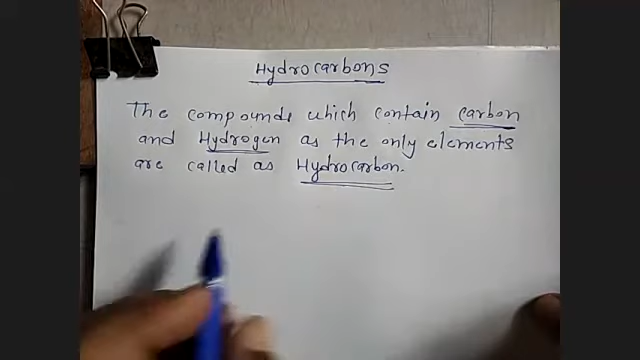 Hydrocarbons
The compounds which contain carbon
and Hydrogen as the only elements
are called as Hydrocarbon.